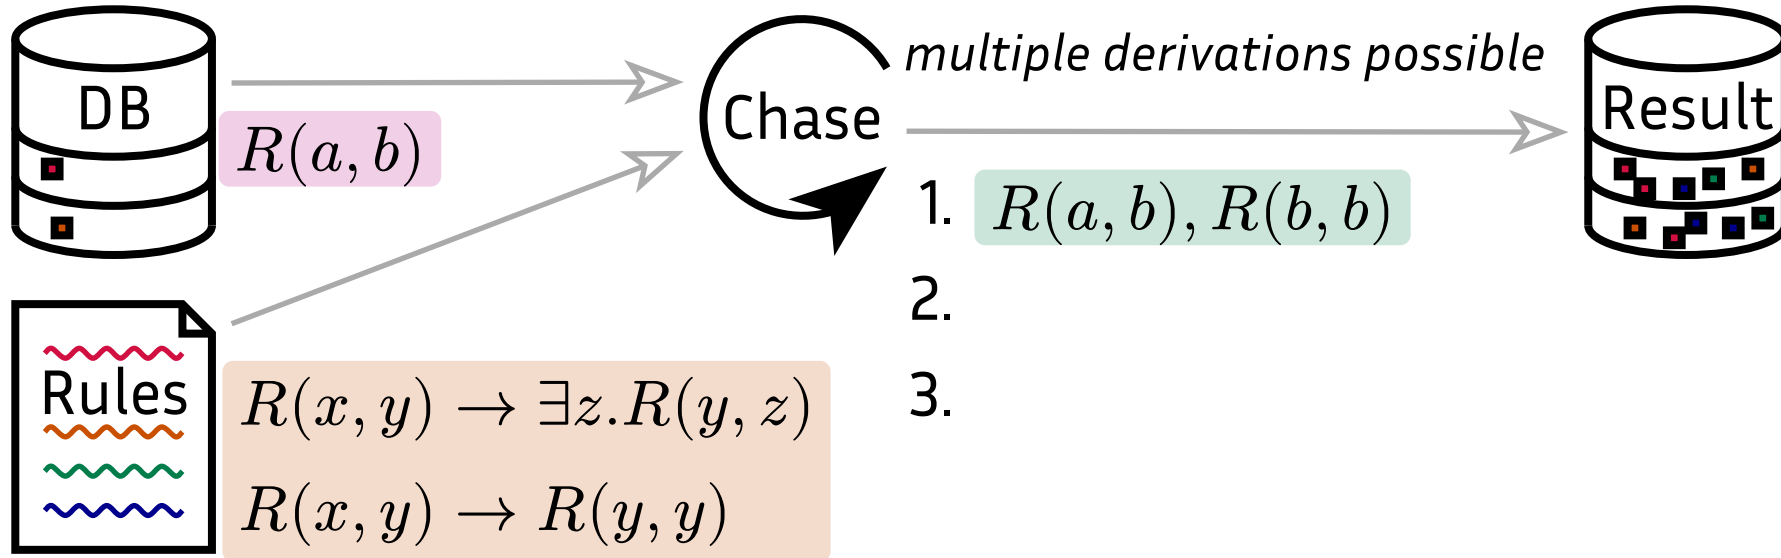 DB
R(a, b)
Rules
R(x, y) → ∃z.R(y, z)
R(x, y) → R(y, y)
Chase
multiple derivations possible
1. R(a, b), R(b, b)
2.
3.
Result